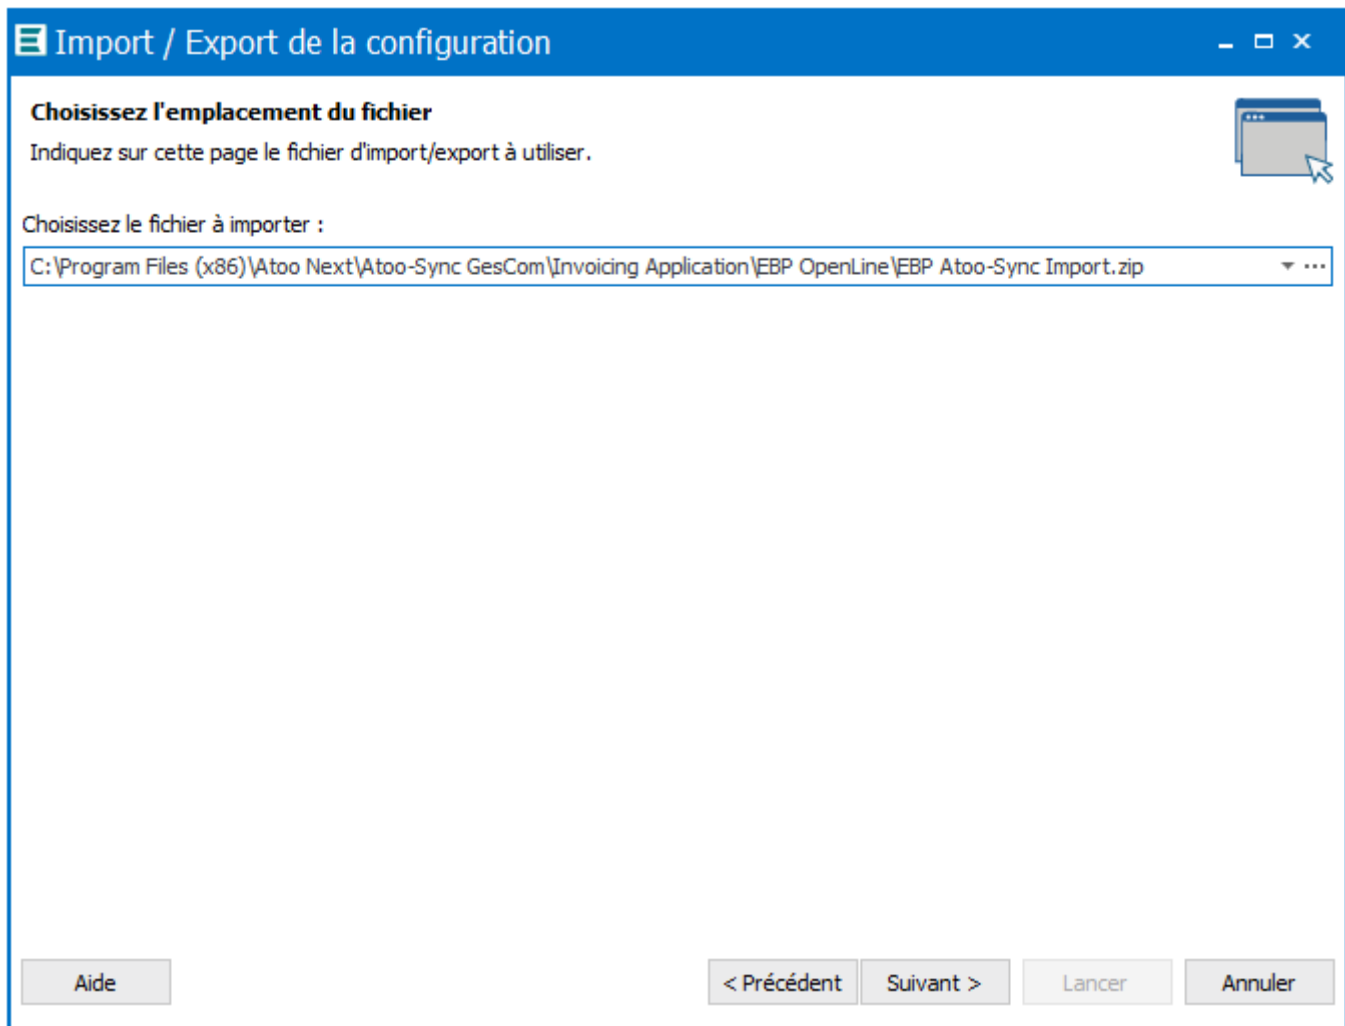 Import / Export de la configuration
Choisissez l'emplacement du fichier
Indiquez sur cette page le fichier d'import/export à utiliser.
Choisissez le fichier à importer :
C:\Program Files (x86)\Atoo Next\Atoo-Sync GesCom\Invoicing Application\EBP OpenLine\EBP Atoo-Sync Import.zip
Aide
< Précédent
Suivant >
Lancer
Annuler